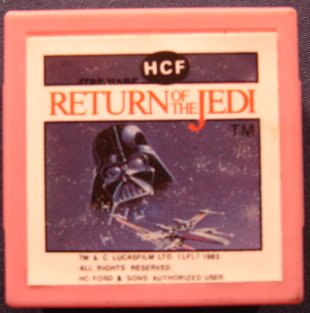 HCF
STAR WARS
RETURN OF THE JEDI
TM
TM & © LUCASFILM LTD. (LFL) 1983
ALL RIGHTS RESERVED.
HC FORD & SONS AUTHORIZED USER